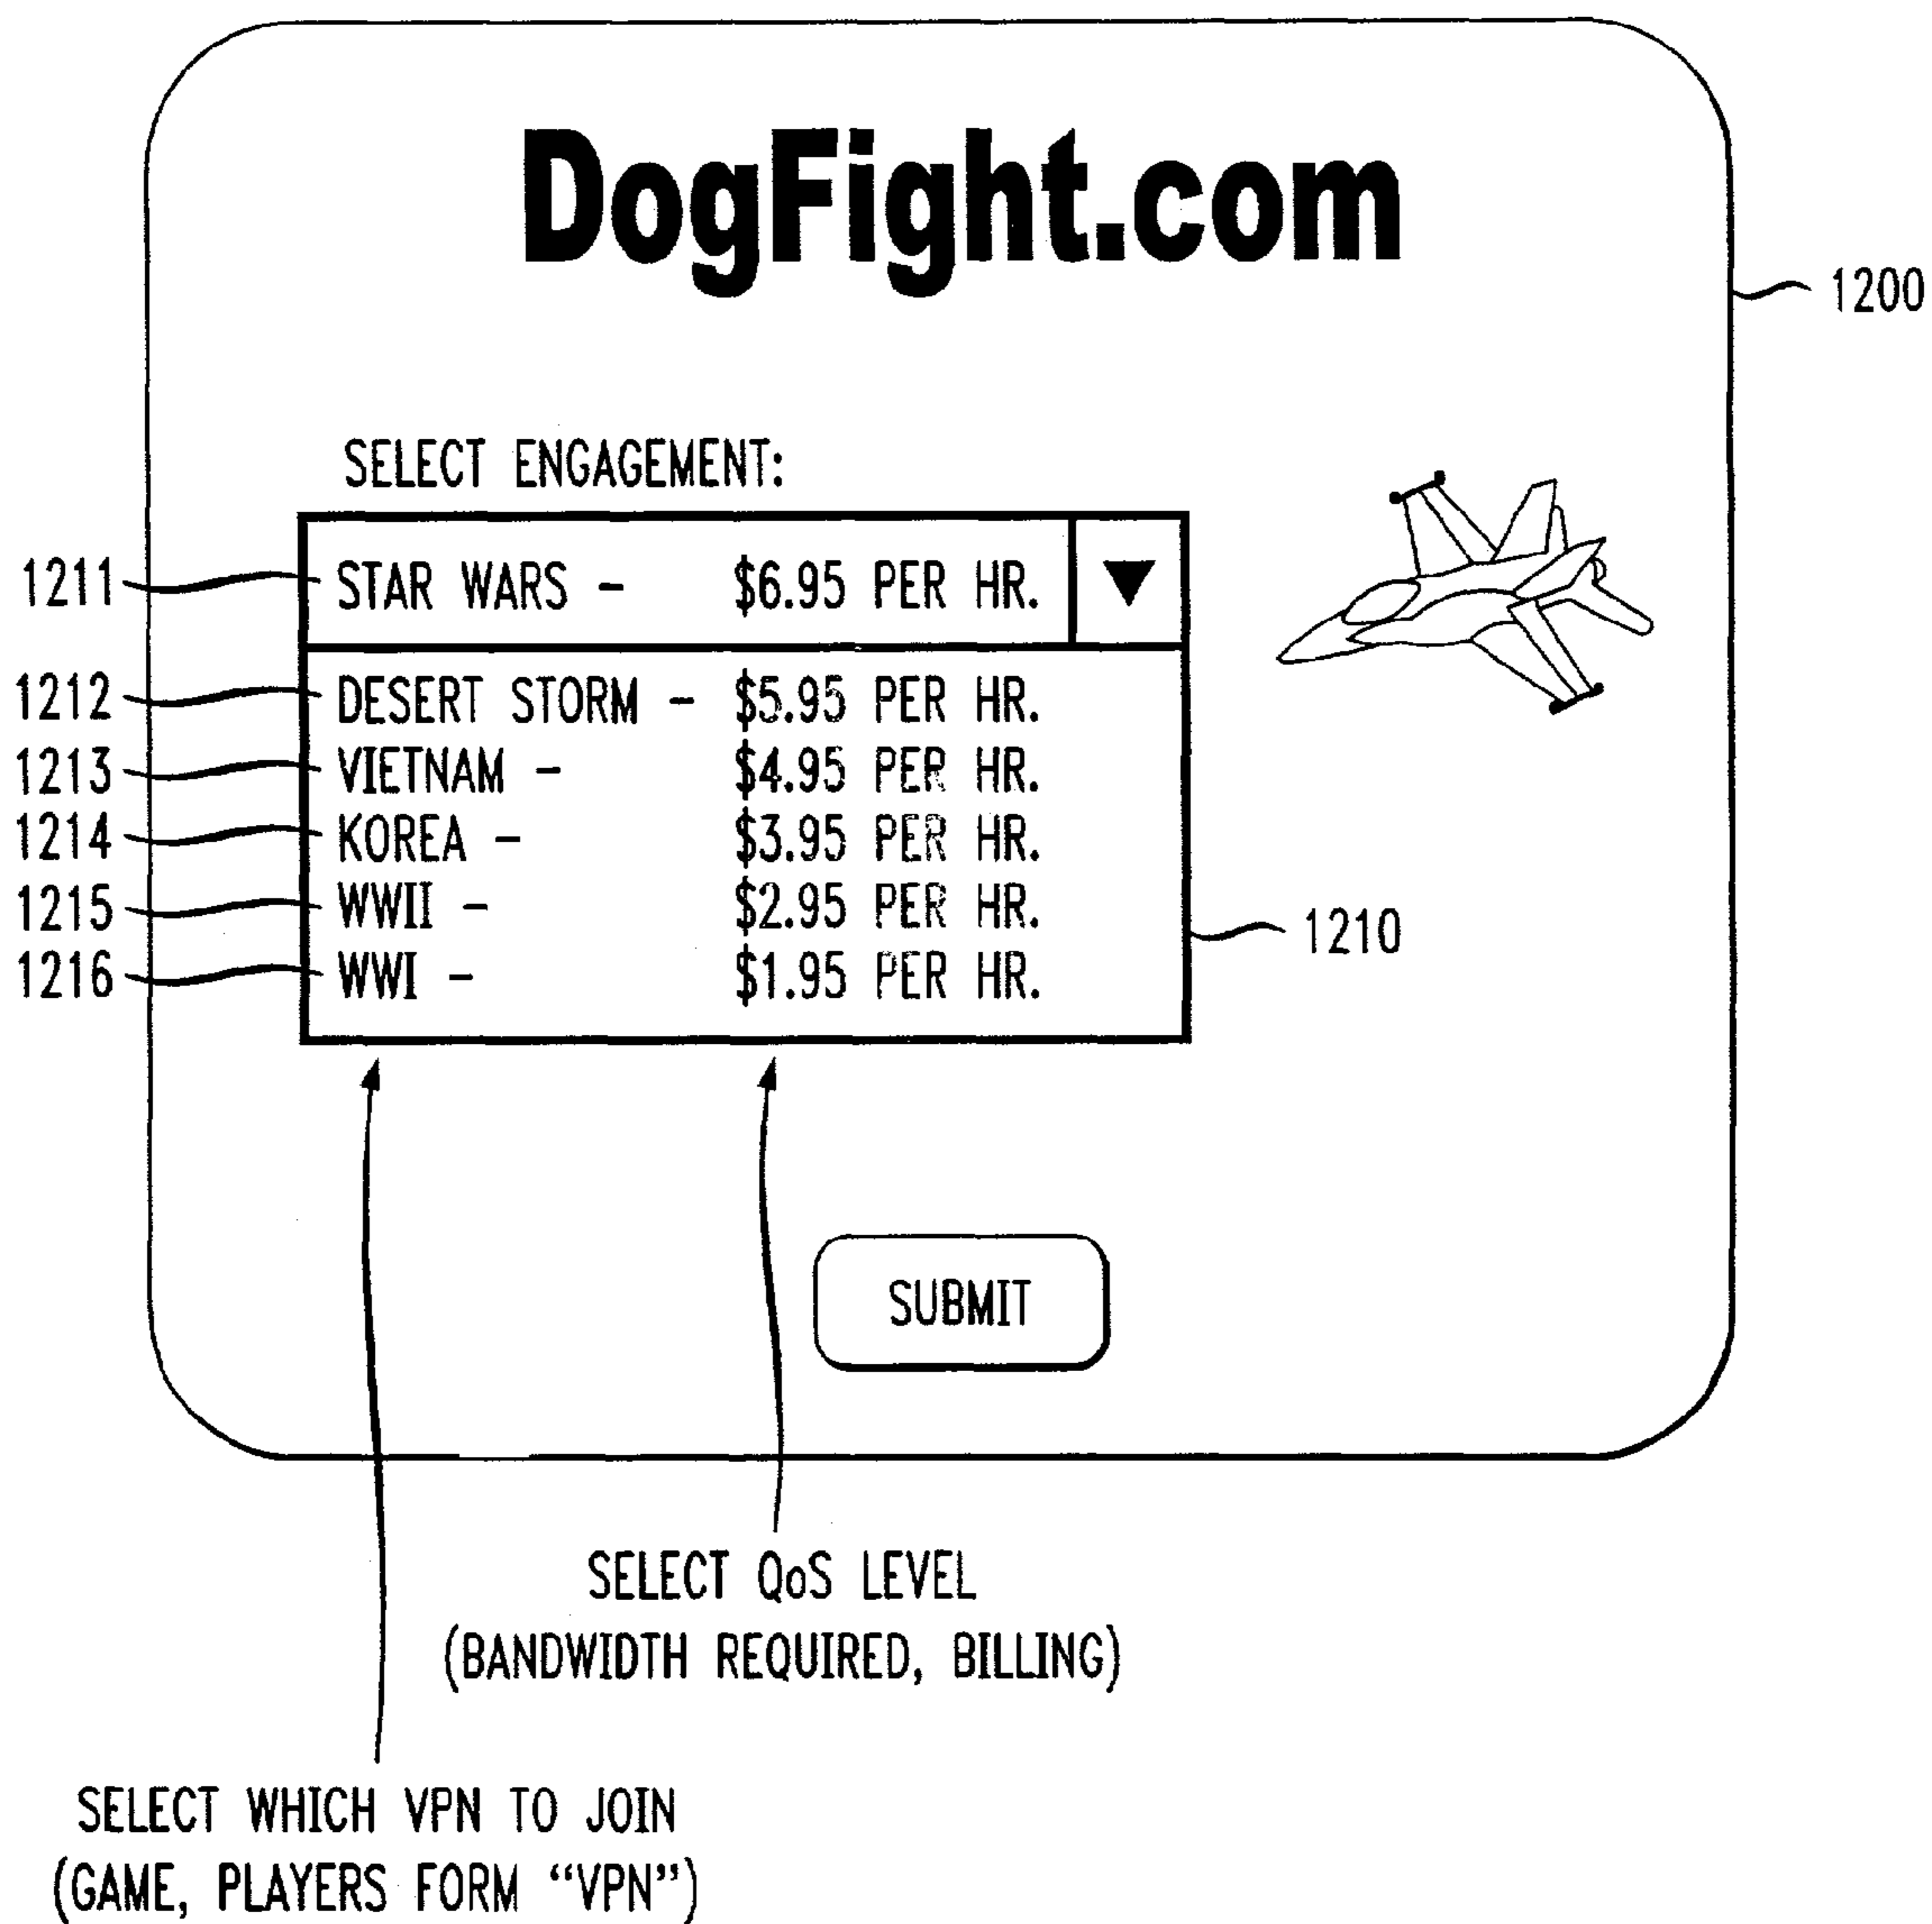 DogFight.com
1200
SELECT ENGAGEMENT:
1211 STAR WARS - $6.95 PER HR.
1212 DESERT STORM - $5.95 PER HR.
1213 VIETNAM - $4.95 PER HR.
1214 KOREA - $3.95 PER HR.
1215 WWII - $2.95 PER HR.
1210
1216 WWI - $1.95 PER HR.
SUBMIT
SELECT QoS LEVEL
(BANDWIDTH REQUIRED, BILLING)
SELECT WHICH VPN TO JOIN
(GAME, PLAYERS FORM “VPN”)